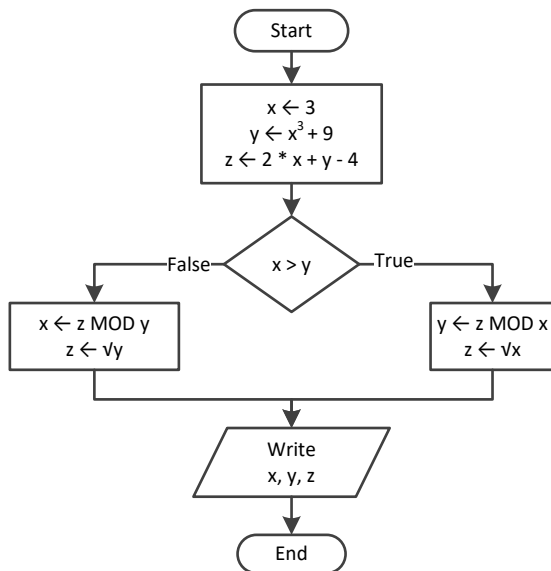 Start
x ← 3
y ← x³ + 9
z ← 2 * x + y - 4
False
x > y
True
x ← z MOD y
z ← √y
y ← z MOD x
z ← √x
Write
x, y, z
End